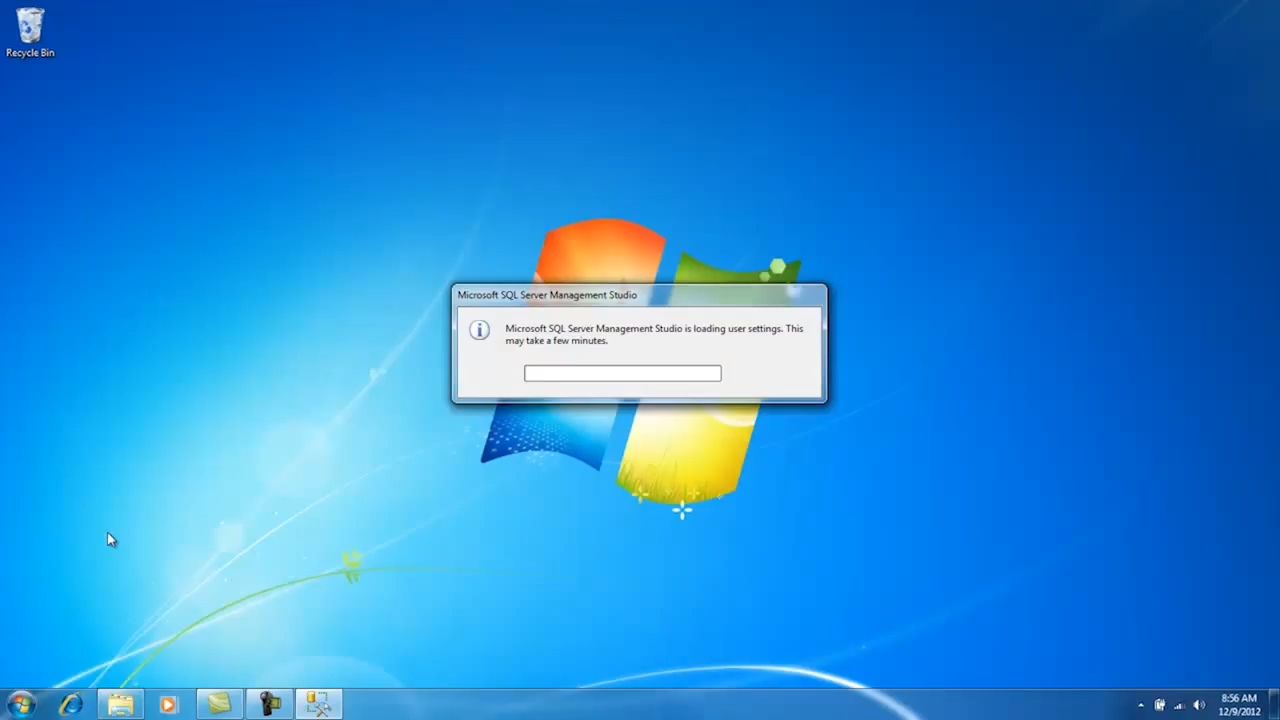 Recycle Bin
Microsoft SQL Server Management Studio
Microsoft SQL Server Management Studio is loading user settings. This
may take a few minutes.
8:56 AM
12/9/2012